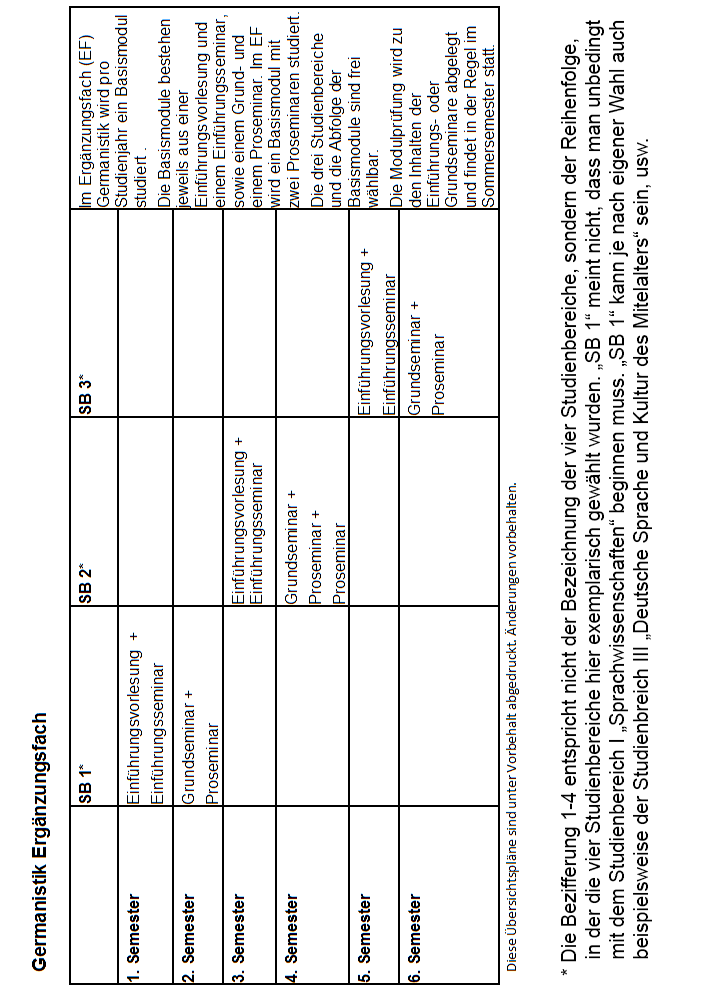 Germanistik Ergänzungsfach
SB 1*
SB 2*
SB 3*
Im Ergänzungsfach (EF)
Germanistik wird pro
Studienjahr ein Basismodul
studiert .
Die Basismodule bestehen
jeweils aus einer
Einführungsvorlesung und
einem Einführungsseminar,
sowie einem Grund- und
einem Proseminar. Im EF
wird ein Basismodul mit
zwei Proseminaren studiert.
Die drei Studienbereiche
und die Abfolge der
Basismodule sind frei
wählbar.
Die Modulprüfung wird zu
den Inhalten der
Einführungs- oder
Grundseminare abgelegt
und findet in der Regel im
Sommersemester statt.
1. Semester
Einführungsvorlesung +
Einführungsseminar
2. Semester
Grundseminar +
Proseminar
3. Semester
Einführungsvorlesung +
Einführungsseminar
4. Semester
Grundseminar +
Proseminar +
Proseminar
5. Semester
Einführungsvorlesung +
Einführungsseminar
6. Semester
Grundseminar +
Proseminar
Diese Übersichtspläne sind unter Vorbehalt abgedruckt. Änderungen vorbehalten.
* Die Bezifferung 1-4 entspricht nicht der Bezeichnung der vier Studienbereiche, sondern der Reihenfolge,
in der die vier Studienbereiche hier exemplarisch gewählt wurden. „SB 1“ meint nicht, dass man unbedingt
mit dem Studienbereich I „Sprachwissenschaften“ beginnen muss. „SB 1“ kann je nach eigener Wahl auch
beispielsweise der Studienbreich III „Deutsche Sprache und Kultur des Mitelalters“ sein, usw.